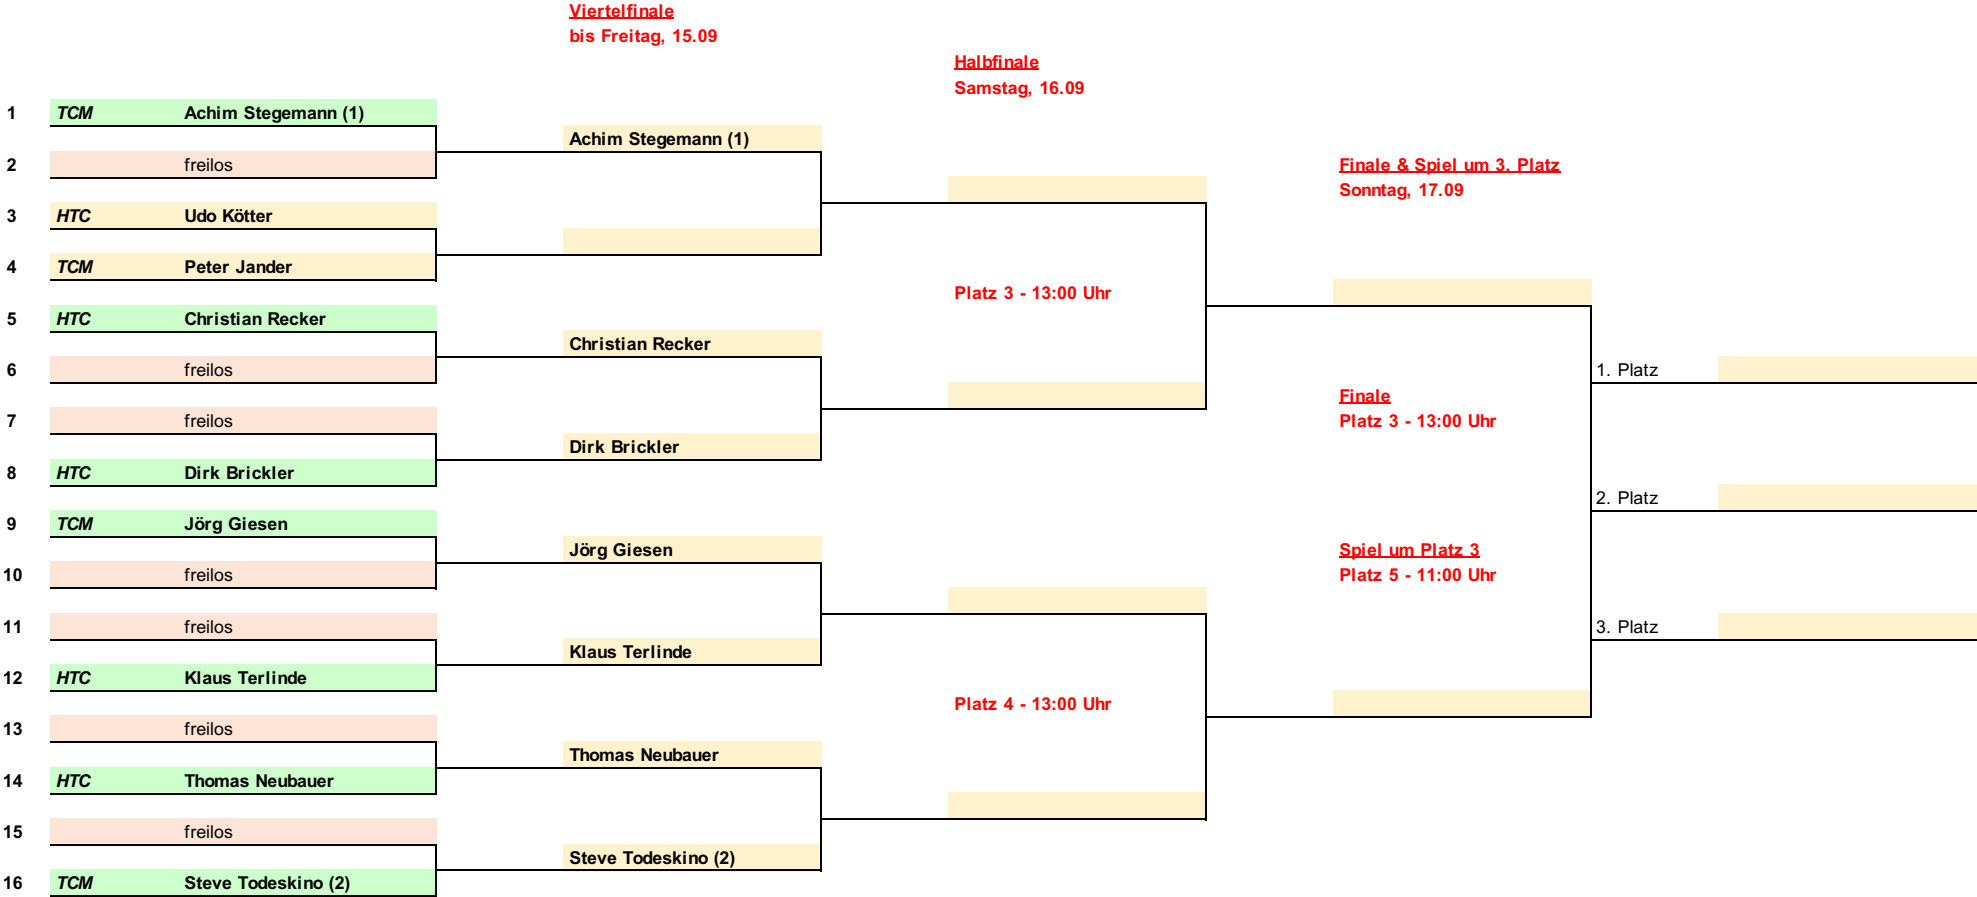 Viertelfinale
bis Freitag, 15.09
Halbfinale
Samstag, 16.09
1 TCM Achim Stegemann (1)
Achim Stegemann (1)
2 freilos
Finale & Spiel um 3. Platz
Sonntag, 17.09
3 HTC Udo Kötter
4 TCM Peter Jander
Platz 3 - 13:00 Uhr
5 HTC Christian Recker
Christian Recker
6 freilos
1. Platz
Finale
7 freilos
Platz 3 - 13:00 Uhr
Dirk Brickler
8 HTC Dirk Brickler
2. Platz
9 TCM Jörg Giesen
Jörg Giesen
Spiel um Platz 3
10 freilos
Platz 5 - 11:00 Uhr
11 freilos
3. Platz
Klaus Terlinde
12 HTC Klaus Terlinde
Platz 4 - 13:00 Uhr
13 freilos
Thomas Neubauer
14 HTC Thomas Neubauer
15 freilos
Steve Todeskino (2)
16 TCM Steve Todeskino (2)